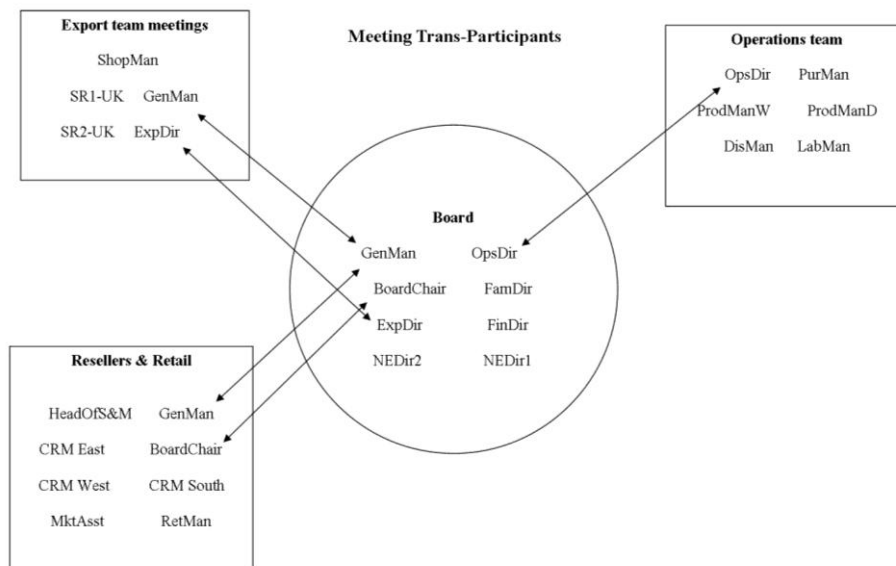 Export team meetings
ShopMan
SR1-UK GenMan
SR2-UK ExpDir
Meeting Trans-Participants
Operations team
OpsDir PurMan
ProdManW ProdManD
DisMan LabMan
Board
GenMan OpsDir
BoardChair FamDir
ExpDir FinDir
NEDir2 NEDir1
Resellers & Retail
HeadOfS&M GenMan
CRM East BoardChair
CRM West CRM South
MktAsst RetMan